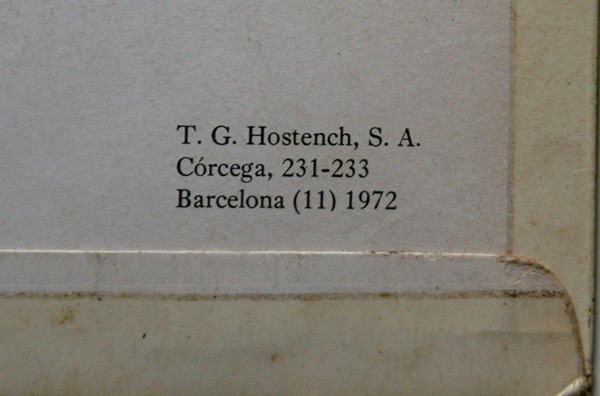 T. G. Hostench, S. A.
Córcega, 231-233
Barcelona (11) 1972